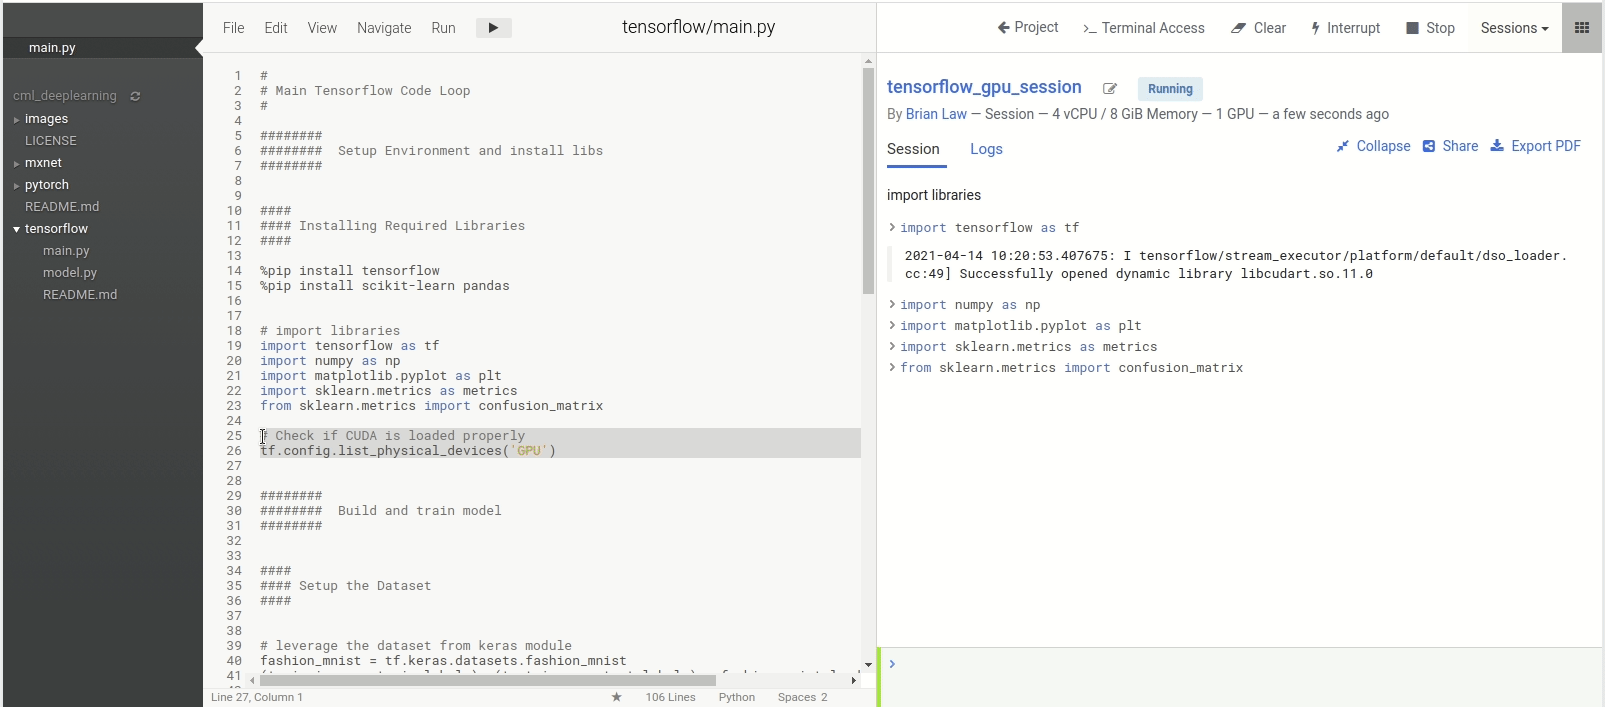 main.py
cml_deeplearning
images
LICENSE
mxnet
pytorch
README.md
tensorflow
main.py
model.py
README.md
File Edit View Navigate Run
tensorflow/main.py
1 #
2 # Main Tensorflow Code Loop
3 #
4
5 ########
6 ########  Setup Environment and install libs
7 ########
8
9
10 ####
11 #### Installing Required Libraries
12 ####
13
14 %pip install tensorflow
15 %pip install scikit-learn pandas
16
17
18 # import libraries
19 import tensorflow as tf
20 import numpy as np
21 import matplotlib.pyplot as plt
22 import sklearn.metrics as metrics
23 from sklearn.metrics import confusion_matrix
24
25 # Check if CUDA is loaded properly
26 tf.config.list_physical_devices('GPU')
27
28
29 ########
30 ########  Build and train model
31 ########
32
33
34 ####
35 #### Setup the Dataset
36 ####
37
38
39 # leverage the dataset from keras module
40 fashion_mnist = tf.keras.datasets.fashion_mnist
41
Line 27, Column 1 ★ 106 Lines Python Spaces 2
Project Terminal Access Clear Interrupt Stop Sessions
tensorflow_gpu_session Running
By Brian Law — Session — 4 vCPU / 8 GiB Memory — 1 GPU — a few seconds ago
Session Logs Collapse Share Export PDF
import libraries
> import tensorflow as tf
2021-04-14 10:20:53.407675: I tensorflow/stream_executor/platform/default/dso_loader.
cc:49] Successfully opened dynamic library libcudart.so.11.0
> import numpy as np
> import matplotlib.pyplot as plt
> import sklearn.metrics as metrics
> from sklearn.metrics import confusion_matrix
>